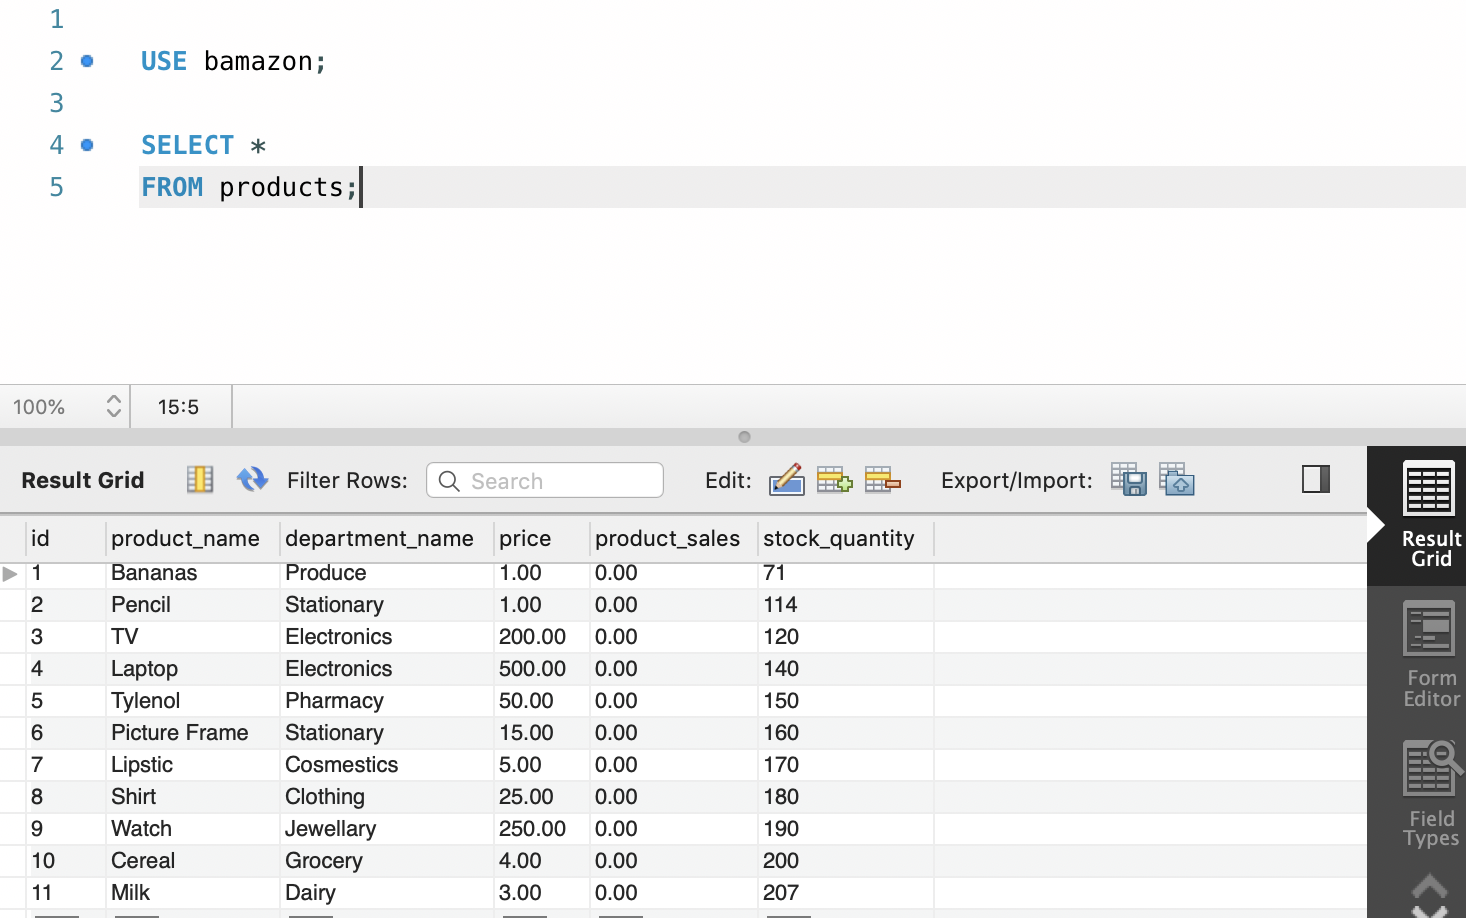 1
2 USE bamazon;
3
4 SELECT *
5 FROM products;
100% 15:5
Result Grid Filter Rows: Search Edit: Export/Import:
id product_name department_name price product_sales stock_quantity
1 Bananas Produce 1.00 0.00 71
2 Pencil Stationary 1.00 0.00 114
3 TV Electronics 200.00 0.00 120
4 Laptop Electronics 500.00 0.00 140
5 Tylenol Pharmacy 50.00 0.00 150
6 Picture Frame Stationary 15.00 0.00 160
7 Lipstic Cosmestics 5.00 0.00 170
8 Shirt Clothing 25.00 0.00 180
9 Watch Jewellary 250.00 0.00 190
10 Cereal Grocery 4.00 0.00 200
11 Milk Dairy 3.00 0.00 207
Result
Grid
Form
Editor
Field
Types